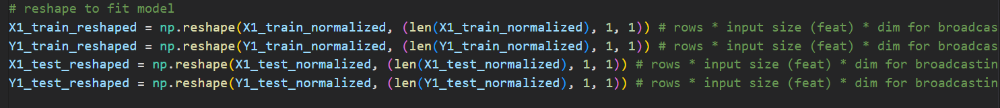 # reshape to fit model
X1_train_reshaped = np.reshape(X1_train_normalized, (len(X1_train_normalized), 1, 1)) # rows * input size (feat) * dim for broadcas
Y1_train_reshaped = np.reshape(Y1_train_normalized, (len(Y1_train_normalized), 1, 1)) # rows * input size (feat) * dim for broadcas
X1_test_reshaped = np.reshape(X1_test_normalized, (len(X1_test_normalized), 1, 1)) # rows * input size (feat) * dim for broadcastin
Y1_test_reshaped = np.reshape(Y1_test_normalized, (len(Y1_test_normalized), 1, 1)) # rows * input size (feat) * dim for broadcastin